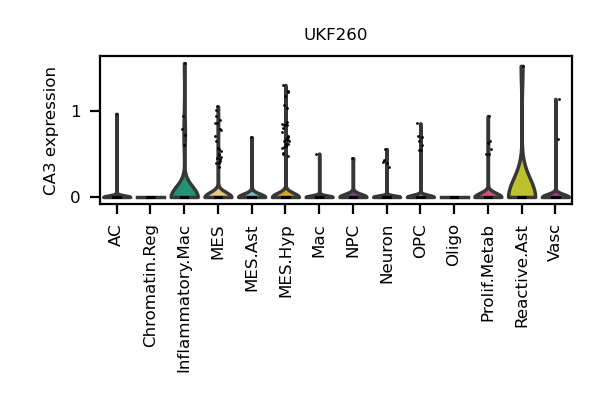 UKF260
CA3 expression
1
0
AC
Chromatin.Reg
Inflammatory.Mac
MES
MES.Ast
MES.Hyp
Mac
NPC
Neuron
OPC
Oligo
Prolif.Metab
Reactive.Ast
Vasc